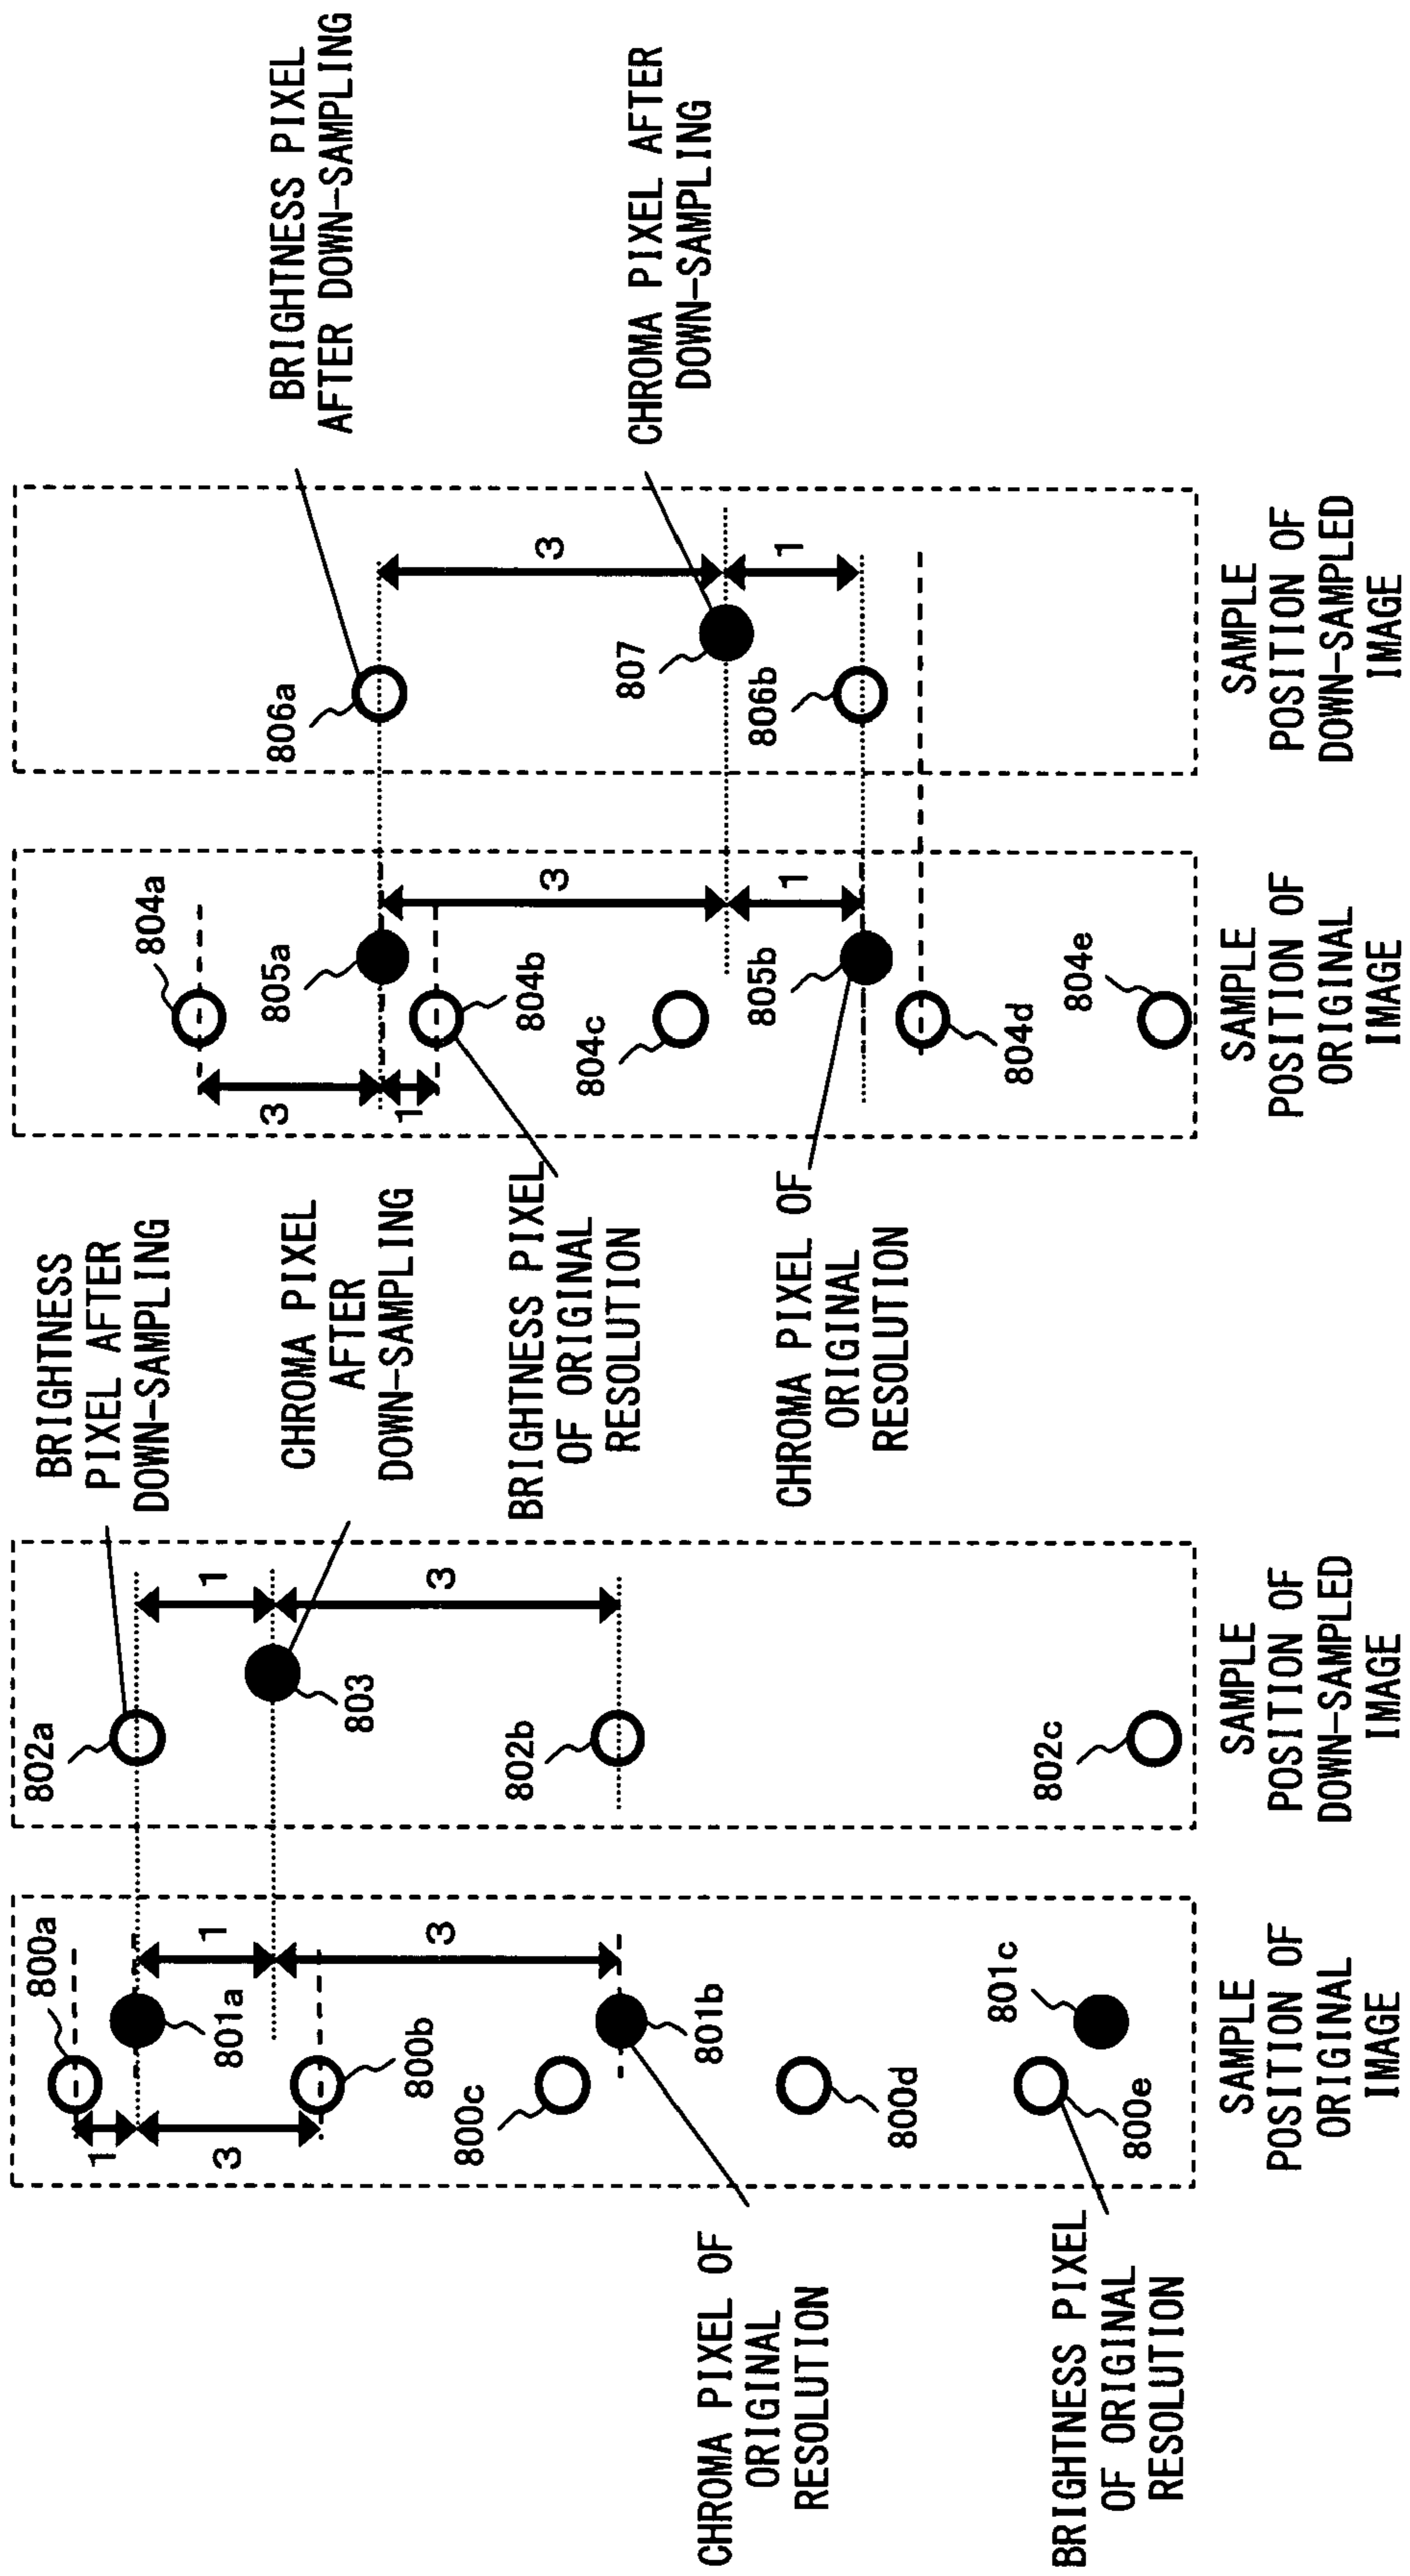 800a
1
801a
1
3
800b
3
800c
801b
800d
801c
800e
SAMPLE
POSITION OF
ORIGINAL
IMAGE
CHROMA PIXEL OF
ORIGINAL
RESOLUTION
BRIGHTNESS PIXEL
OF ORIGINAL
RESOLUTION
802a
1
803
3
802b
802c
SAMPLE
POSITION OF
DOWN-SAMPLED
IMAGE
BRIGHTNESS
PIXEL AFTER
DOWN-SAMPLING
CHROMA PIXEL
AFTER
DOWN-SAMPLING
BRIGHTNESS PIXEL
OF ORIGINAL
RESOLUTION
CHROMA PIXEL OF
ORIGINAL
RESOLUTION
804a
3
805a
1
804b
3
804c
1
805b
804d
804e
SAMPLE
POSITION OF
ORIGINAL
IMAGE
806a
3
807
1
806b
SAMPLE
POSITION OF
DOWN-SAMPLED
IMAGE
BRIGHTNESS PIXEL
AFTER DOWN-SAMPLING
CHROMA PIXEL AFTER
DOWN-SAMPLING